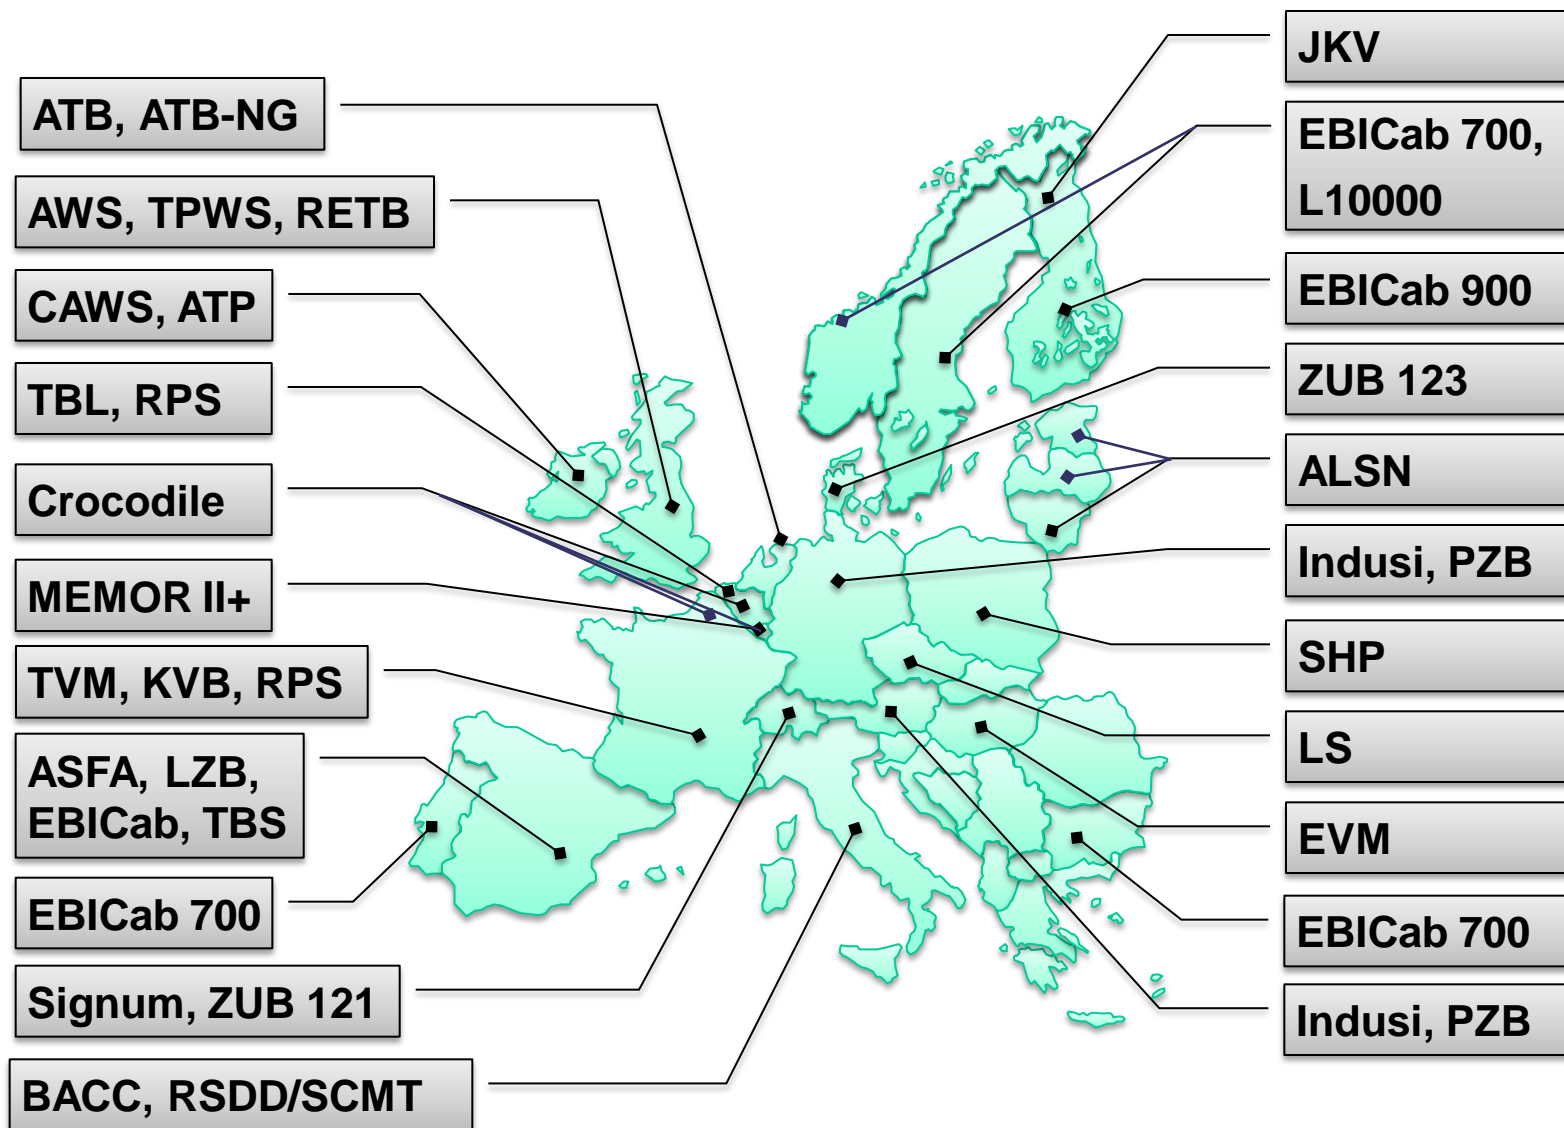 ATB, ATB-NG
AWS, TPWS, RETB
CAWS, ATP
TBL, RPS
Crocodile
MEMOR II+
TVM, KVB, RPS
ASFA, LZB,
EBICab, TBS
EBICab 700
Signum, ZUB 121
BACC, RSDD/SCMT
JKV
EBICab 700,
L10000
EBICab 900
ZUB 123
ALSN
Indusi, PZB
SHP
LS
EVM
EBICab 700
Indusi, PZB